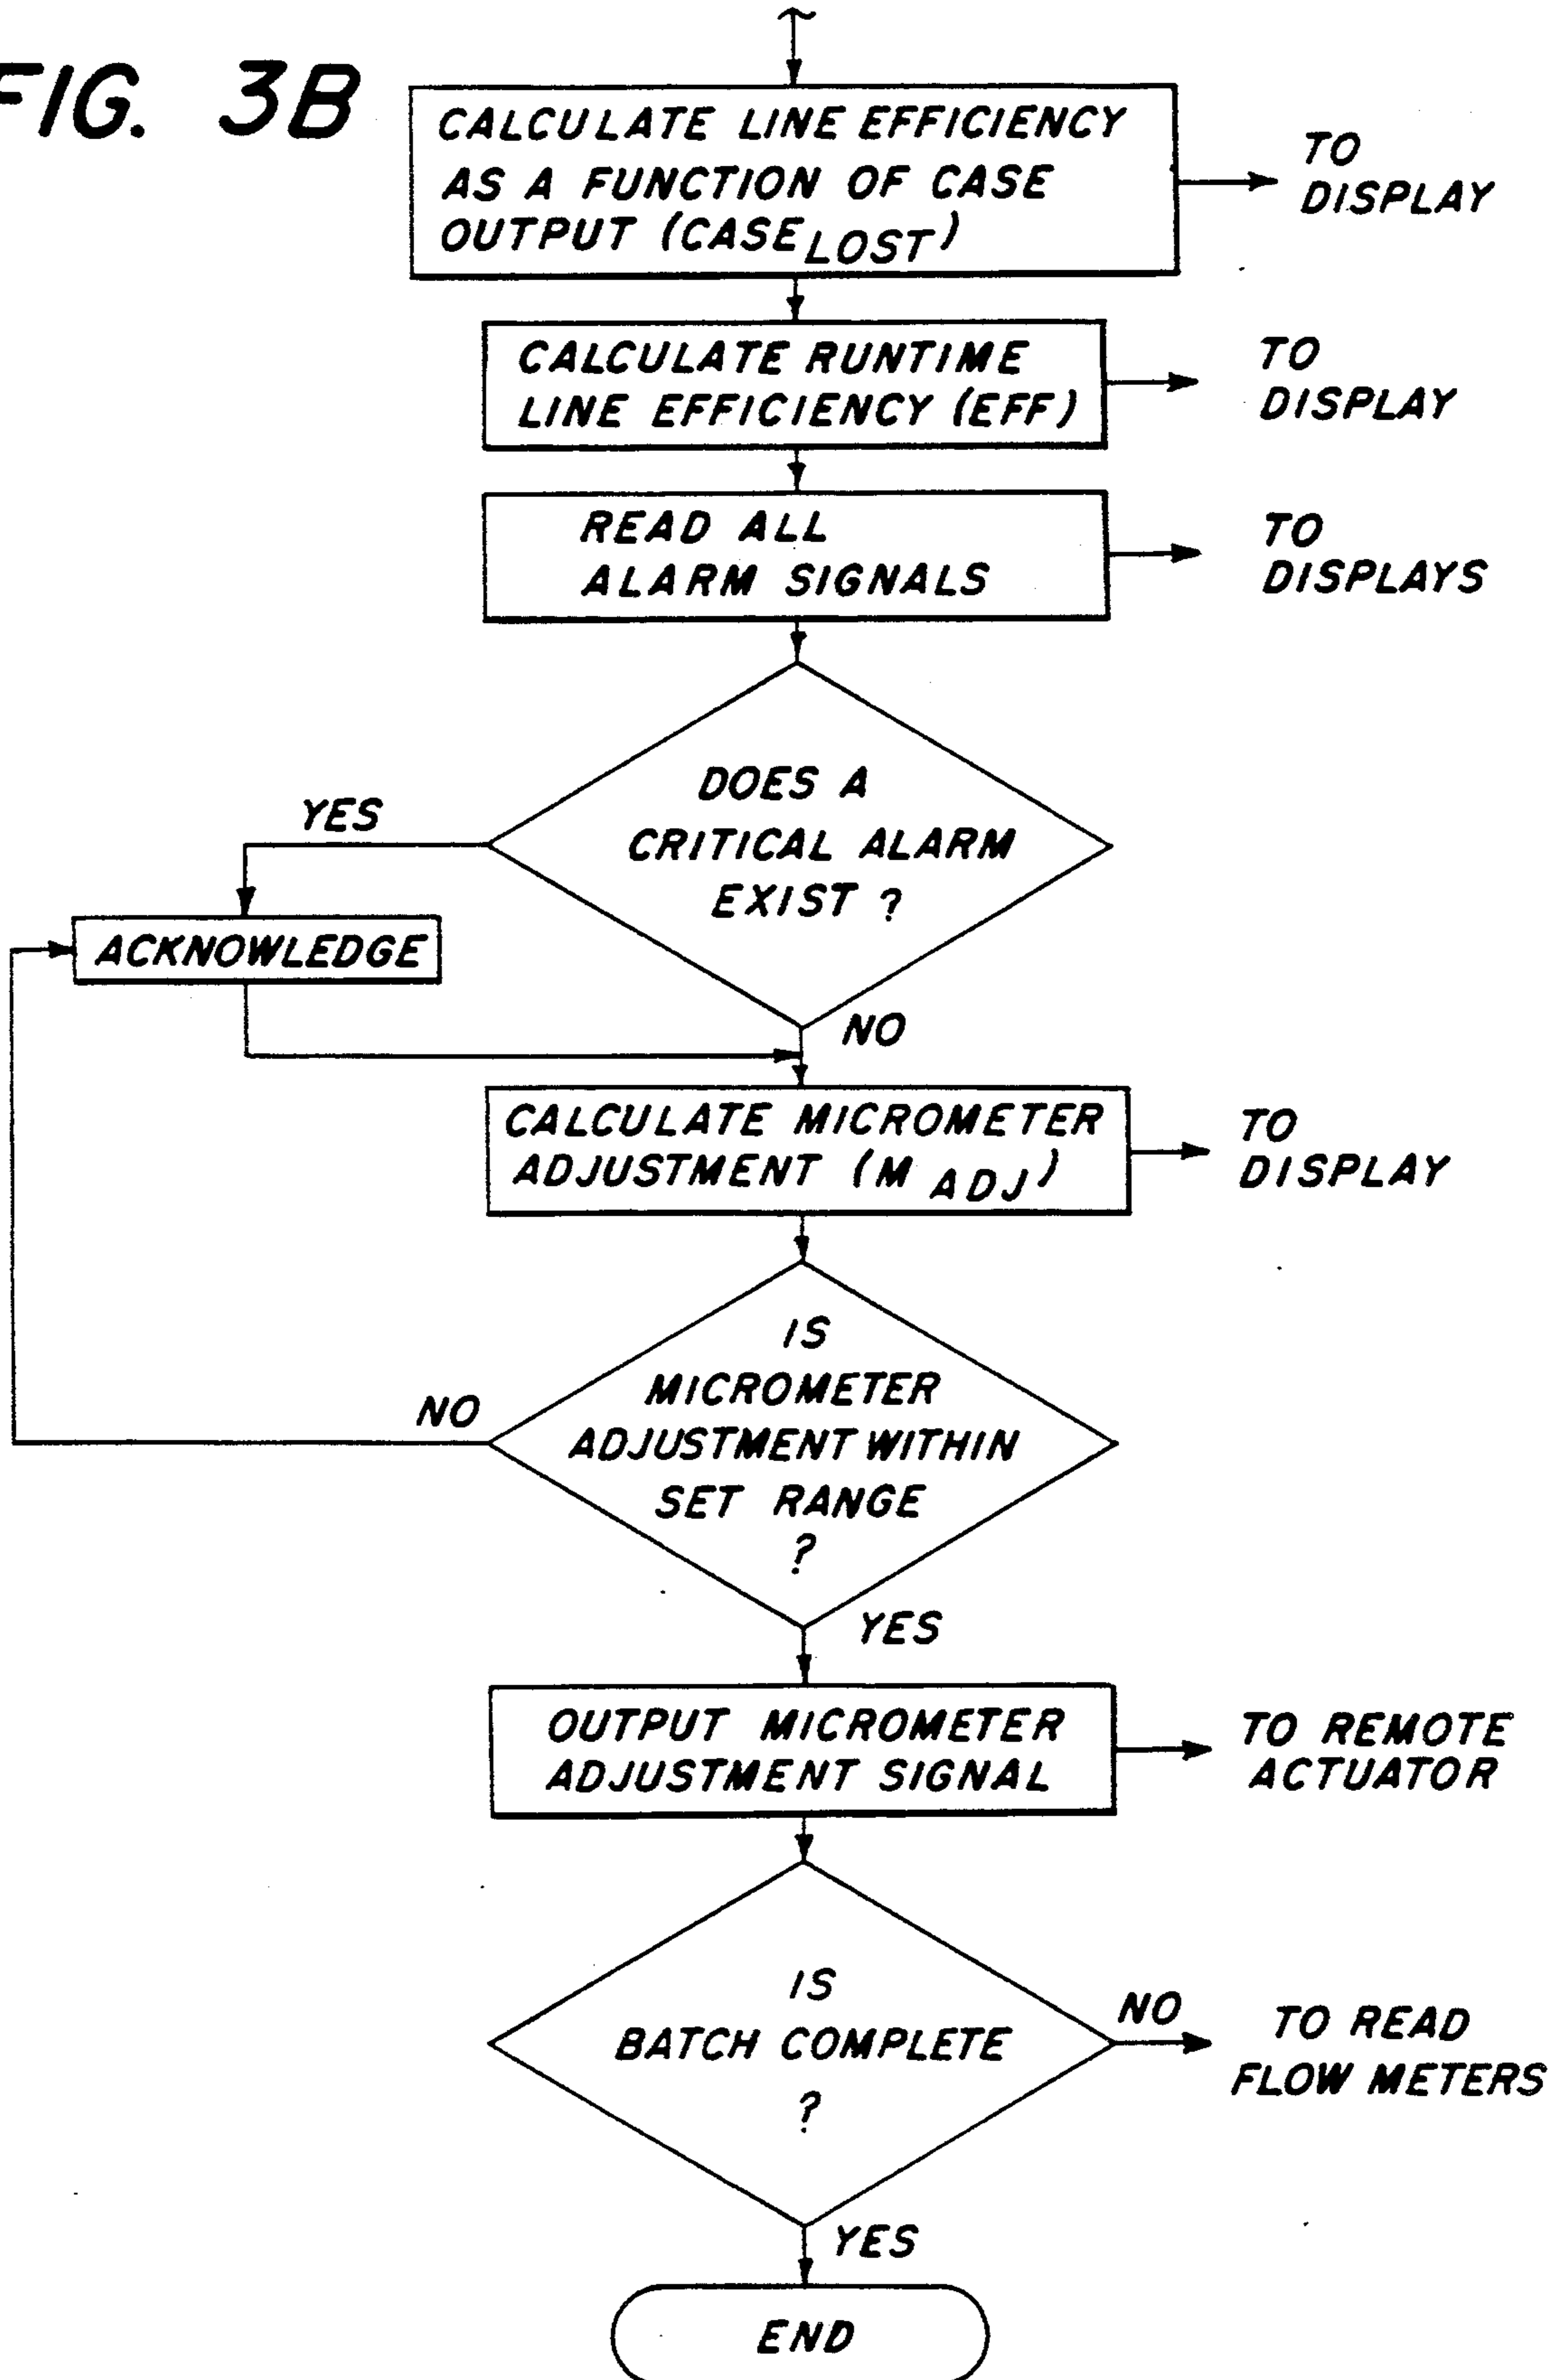 FIG. 3B
CALCULATE LINE EFFICIENCY
AS A FUNCTION OF CASE
OUTPUT (CASE LOST)
TO
DISPLAY
CALCULATE RUNTIME
LINE EFFICIENCY (EFF)
TO
DISPLAY
READ ALL
ALARM SIGNALS
TO
DISPLAYS
DOES A
CRITICAL ALARM
EXIST ?
YES
ACKNOWLEDGE
NO
CALCULATE MICROMETER
ADJUSTMENT (M ADJ)
TO
DISPLAY
IS
MICROMETER
ADJUSTMENT WITHIN
SET RANGE
?
NO
YES
OUTPUT MICROMETER
ADJUSTMENT SIGNAL
TO REMOTE
ACTUATOR
IS
BATCH COMPLETE
?
NO
TO READ
FLOW METERS
YES
END